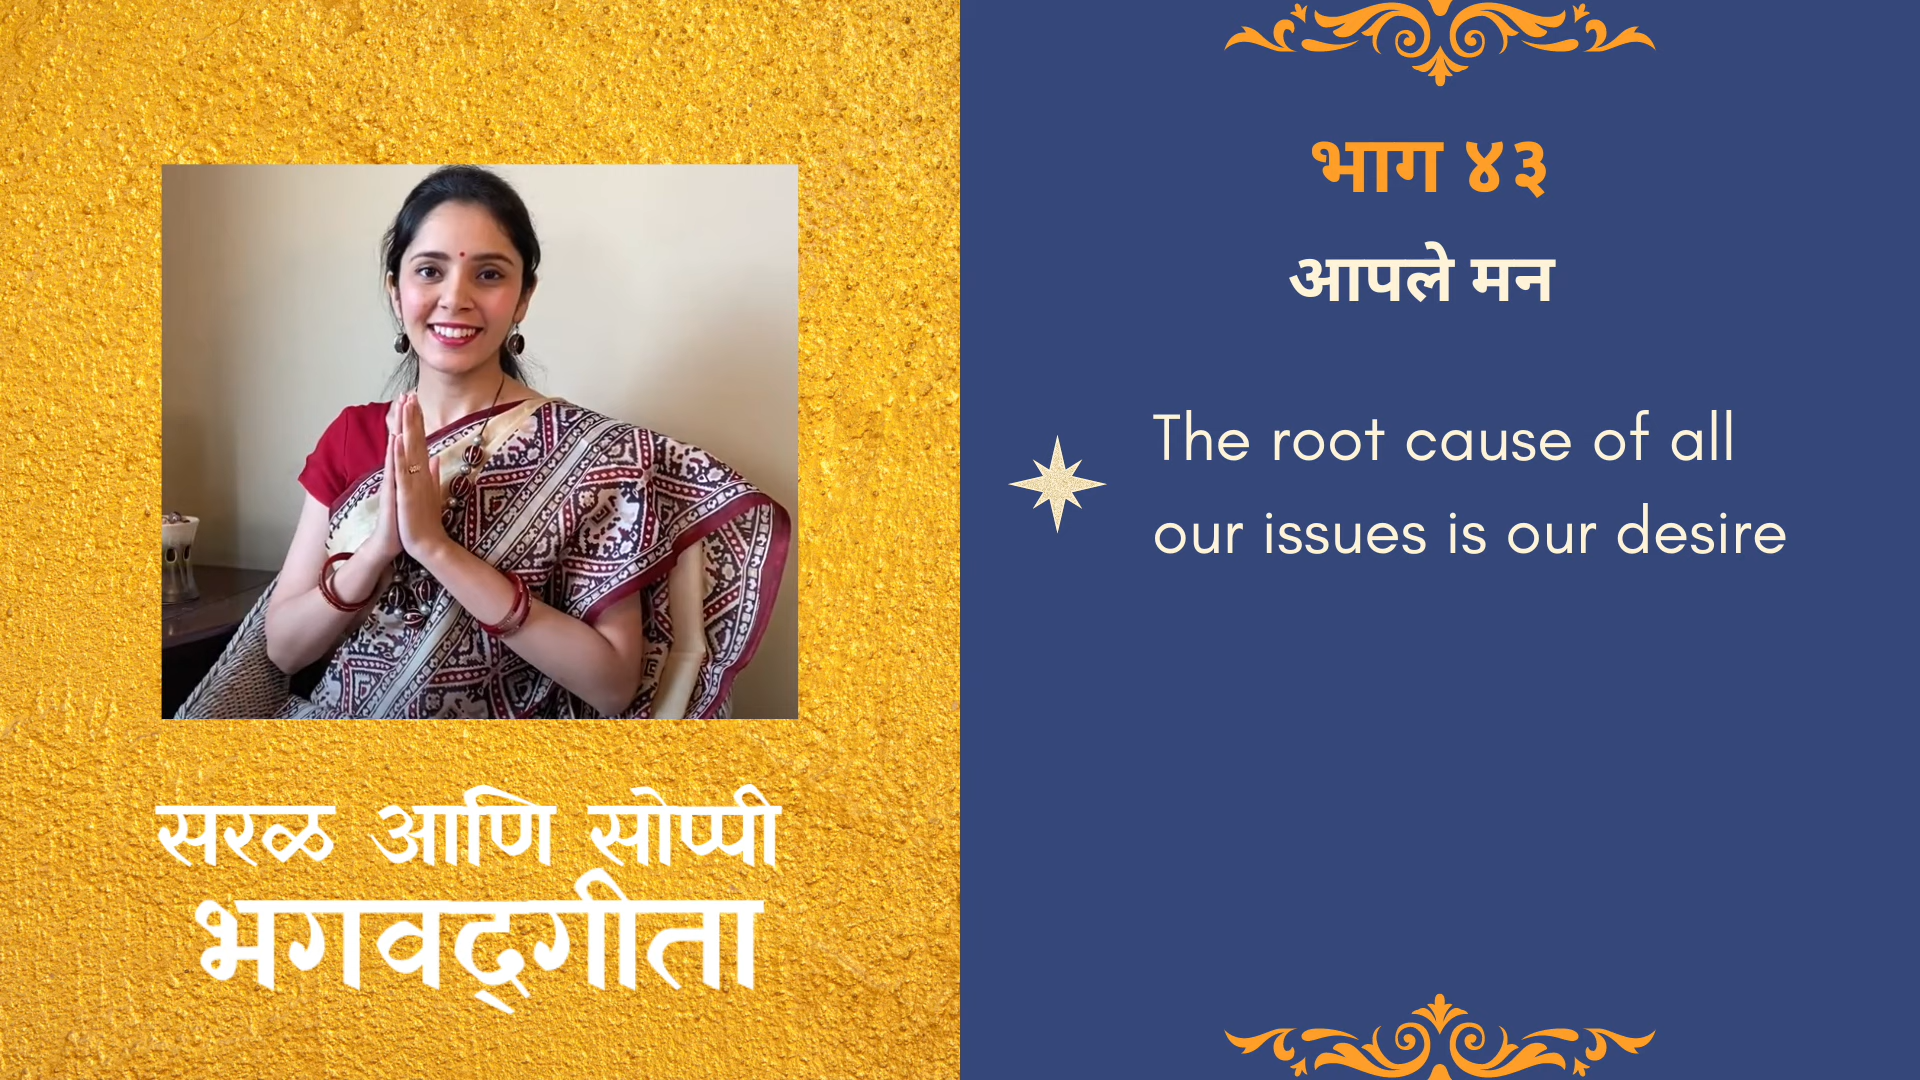 सरळ आणि सोप्पी
भगवद्‌गीता
भाग ४३
आपले मन
The root cause of all
our issues is our desire